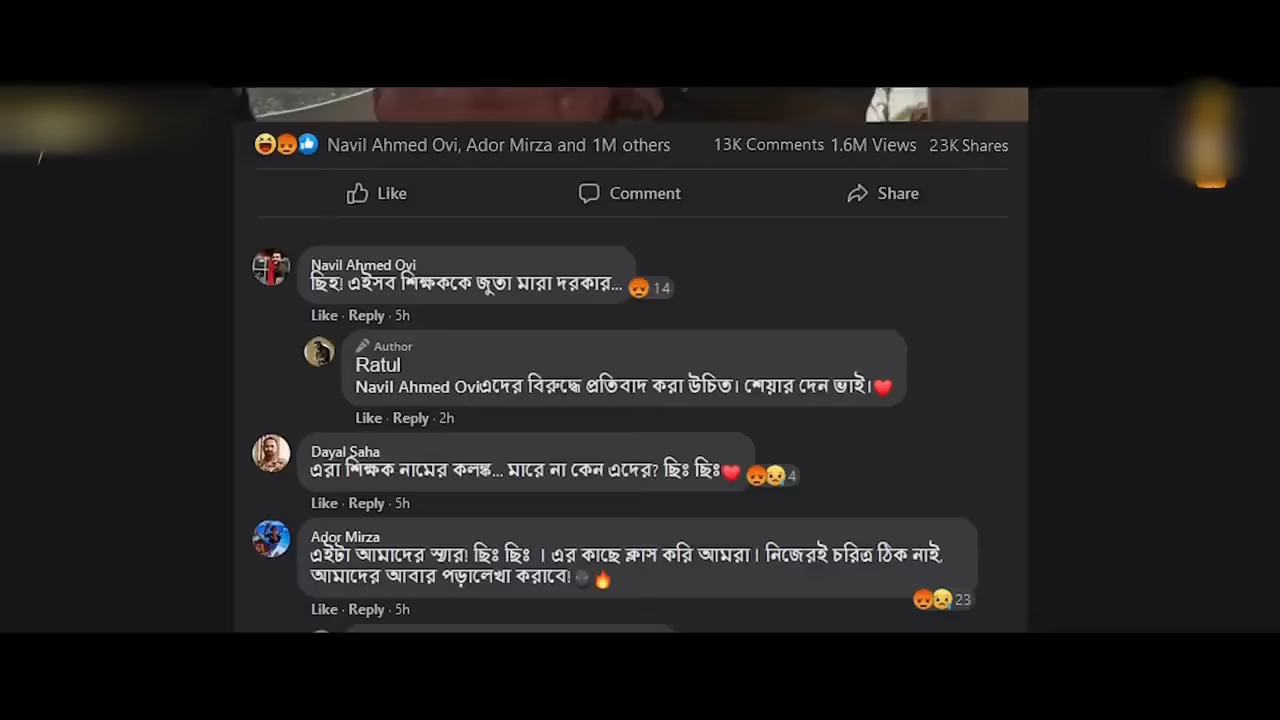 Navil Ahmed Ovi, Ador Mirza and 1M others 13K Comments 1.6M Views 23K Shares
Like Comment Share
Navil Ahmed Ovi
ছিহ! এইসব শিক্ষককে জুতা মারা দরকার... 14
Like · Reply · 5h
Author
Ratul
Navil Ahmed Oviএদের বিরুদ্ধে প্রতিবাদ করা উচিত। শেয়ার দেন ভাই।❤️
Like · Reply · 2h
Dayal Saha
এরা শিক্ষক নামের কলঙ্ক... মারে না কেন এদের? ছিঃ ছিঃ❤️ 4
Like · Reply · 5h
Ador Mirza
এইটা আমাদের স্যার! ছিঃ ছিঃ । এর কাছে ক্লাস করি আমরা। নিজেরই চরিত্র ঠিক নাই,
আমাদের আবার পড়ালেখা করাবে!🔥
23
Like · Reply · 5h